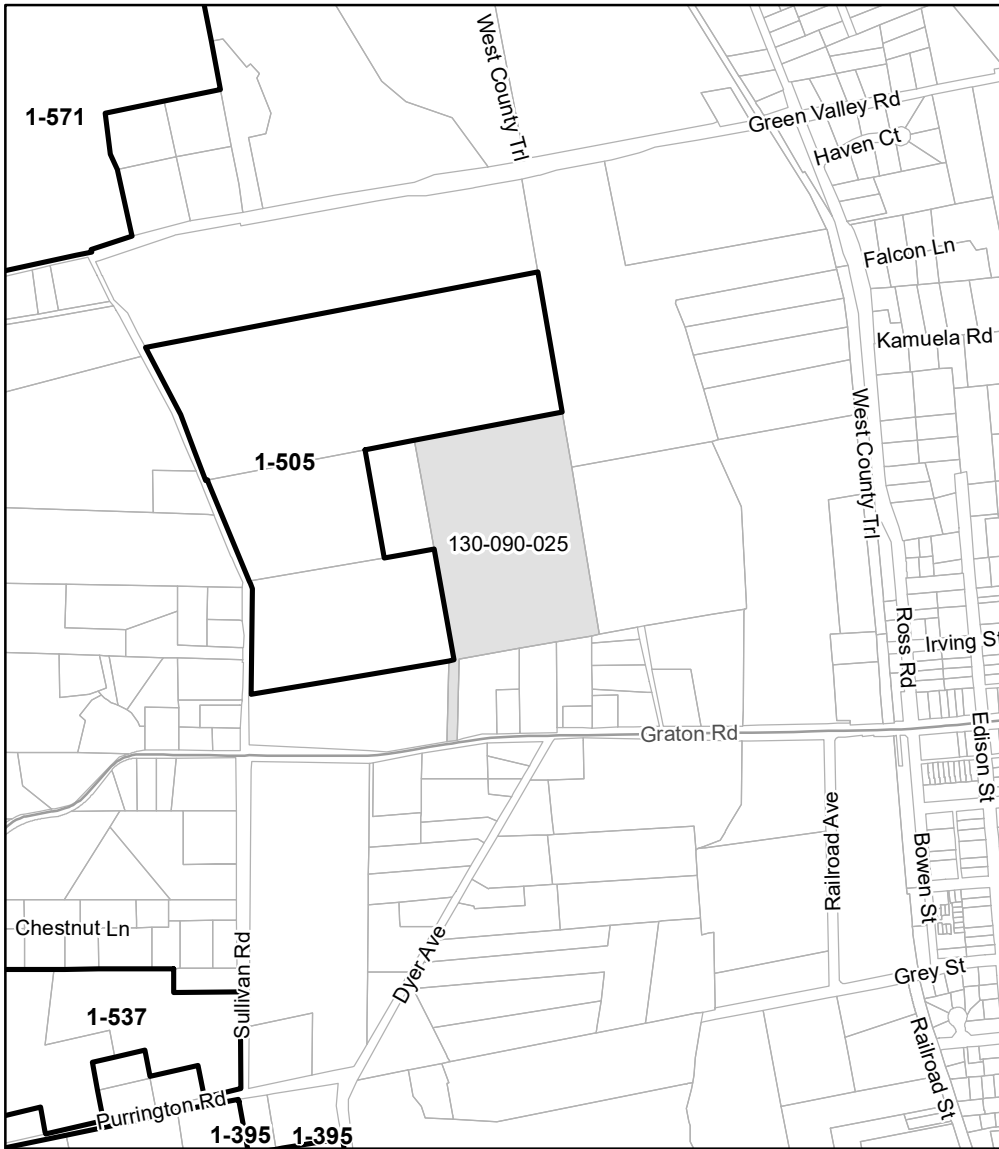 West County Trl
1-571
Green Valley Rd
Haven Ct
Falcon Ln
Kamuela Rd
West County Trl
1-505
130-090-025
Ross Rd
Irving St
Graton Rd
Edison St
Railroad Ave
Bowen St
Chestnut Ln
Sullivan Rd
Dyer Ave
Grey St
1-537
Railroad St
Purrington Rd
1-395
1-395